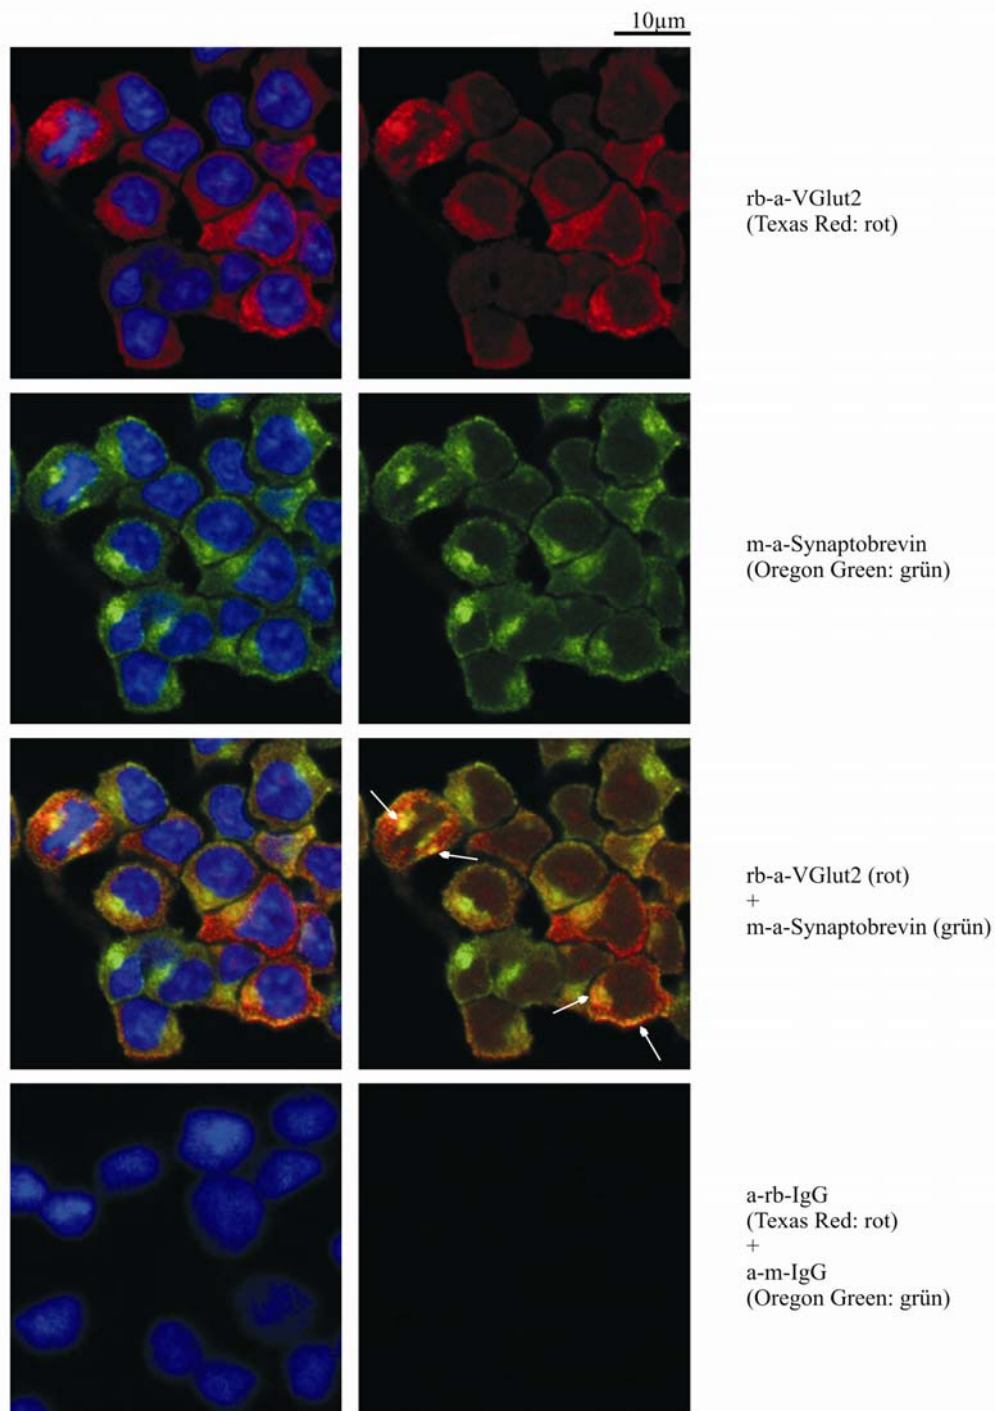 10µm
rb-a-VGlut2
(Texas Red: rot)
m-a-Synaptobrevin
(Oregon Green: grün)
rb-a-VGlut2 (rot)
+
m-a-Synaptobrevin (grün)
a-rb-IgG
(Texas Red: rot)
+
a-m-IgG
(Oregon Green: grün)